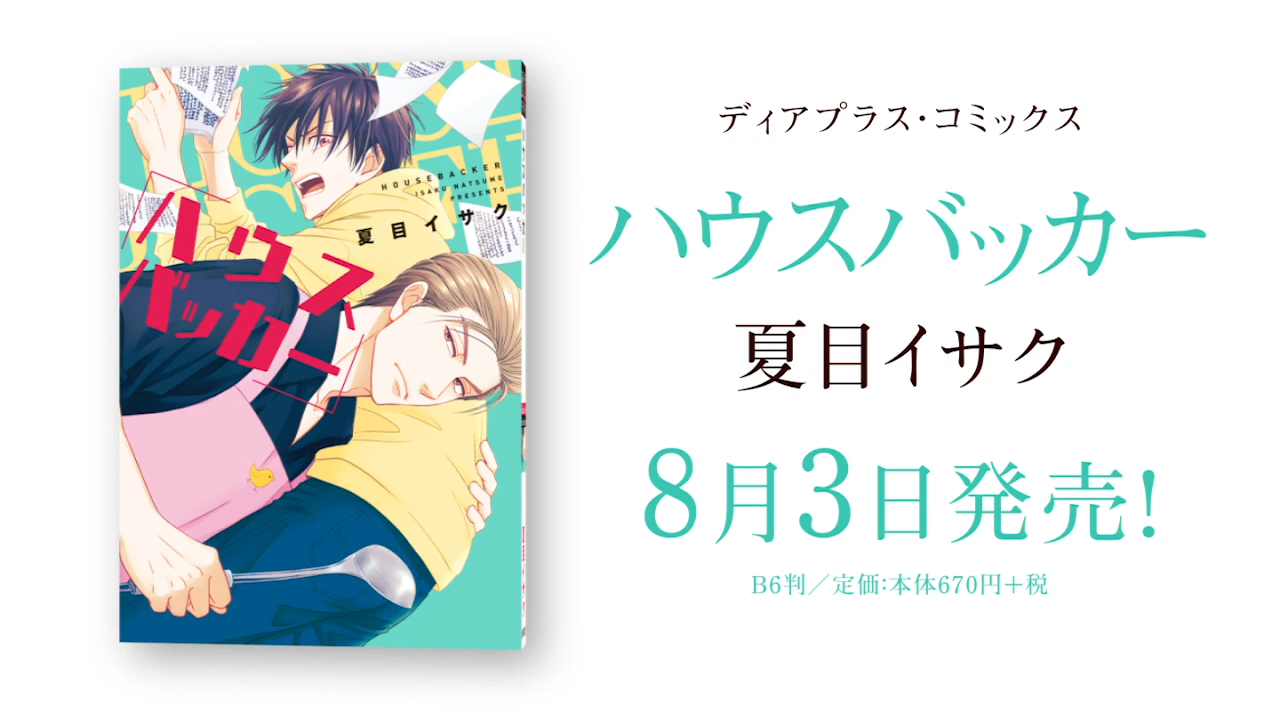 HOUSEBACKER
ISAKU NATSUME
PRESENTS
夏目イサク
ハウス
バッカー
ディアプラス・コミックス
ハウスバッカー
夏目イサク
8月3日発売!
B6判／定価:本体670円＋税